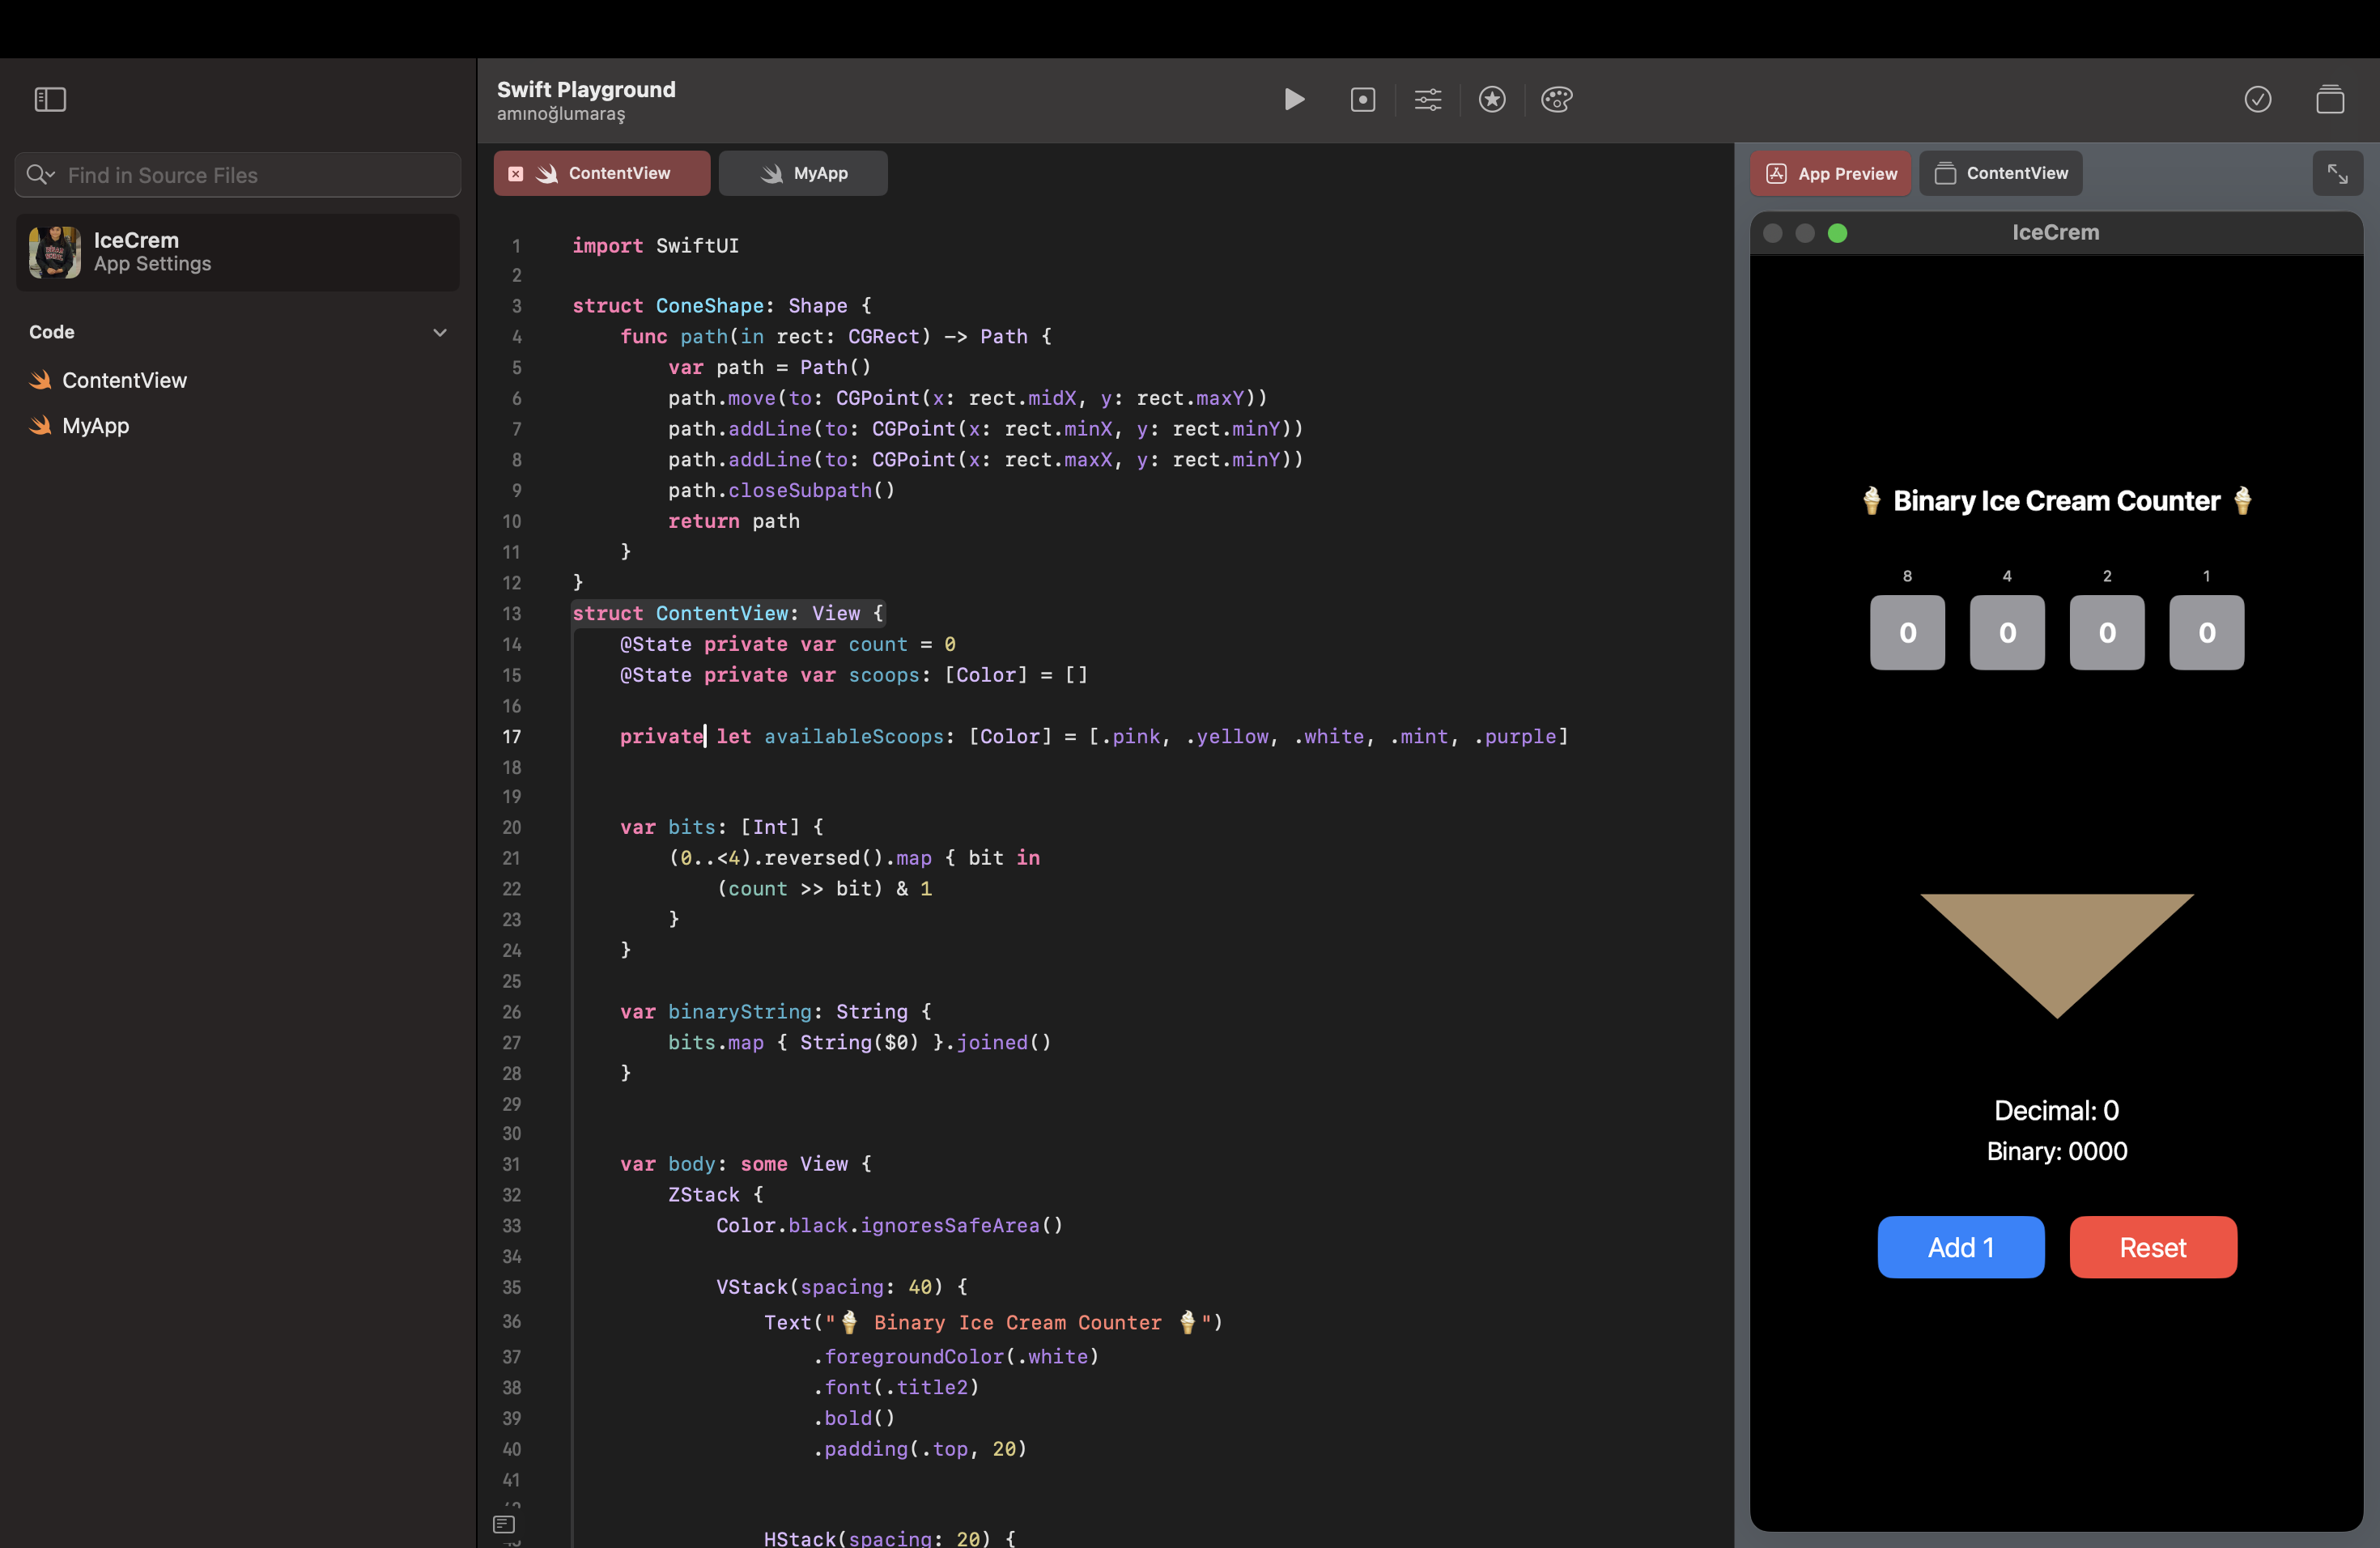 Swift Playground
amınoğlumaraş
Find in Source Files
IceCrem
App Settings
Code
ContentView
MyApp
ContentView
MyApp
1 import SwiftUI
2
3 struct ConeShape: Shape {
4 func path(in rect: CGRect) -> Path {
5 var path = Path()
6 path.move(to: CGPoint(x: rect.midX, y: rect.maxY))
7 path.addLine(to: CGPoint(x: rect.minX, y: rect.minY))
8 path.addLine(to: CGPoint(x: rect.maxX, y: rect.minY))
9 path.closeSubpath()
10 return path
11 }
12 }
13 struct ContentView: View {
14 @State private var count = 0
15 @State private var scoops: [Color] = []
16
17 private let availableScoops: [Color] = [.pink, .yellow, .white, .mint, .purple]
18
19
20 var bits: [Int] {
21 (0..<4).reversed().map { bit in
22 (count >> bit) & 1
23 }
24 }
25
26 var binaryString: String {
27 bits.map { String($0) }.joined()
28 }
29
30
31 var body: some View {
32 ZStack {
33 Color.black.ignoresSafeArea()
34
35 VStack(spacing: 40) {
36 Text("🍦 Binary Ice Cream Counter 🍦")
37 .foregroundColor(.white)
38 .font(.title2)
39 .bold()
40 .padding(.top, 20)
41
HStack(spacing: 20) {
App Preview
ContentView
IceCrem
🍦 Binary Ice Cream Counter 🍦
8 4 2 1
0 0 0 0
Decimal: 0
Binary: 0000
Add 1 Reset